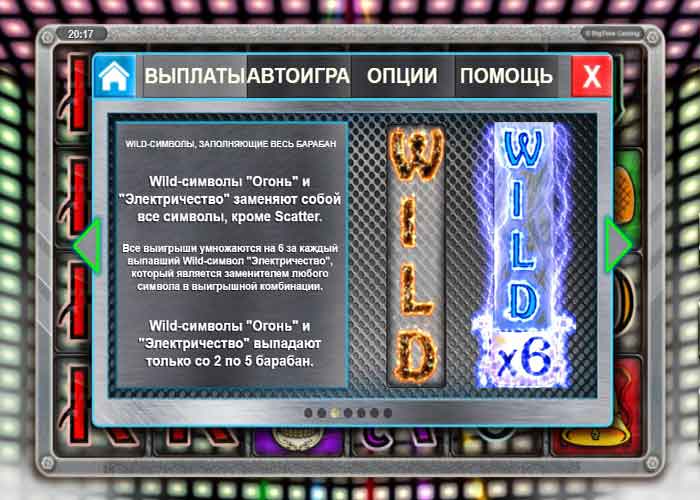 20:17
© BigTime Gaming
ВЫПЛАТЫ АВТОИГРА ОПЦИИ ПОМОЩЬ X
WILD-СИМВОЛЫ, ЗАПОЛНЯЮЩИЕ ВЕСЬ БАРАБАН
Wild-символы "Огонь" и
"Электричество" заменяют собой
все символы, кроме Scatter.
Все выигрыши умножаются на 6 за каждый
выпавший Wild-символ "Электричество",
который является заменителем любого
символа в выигрышной комбинации.
Wild-символы "Огонь" и
"Электричество" выпадают
только со 2 по 5 барабан.
WILD
WILD
x6